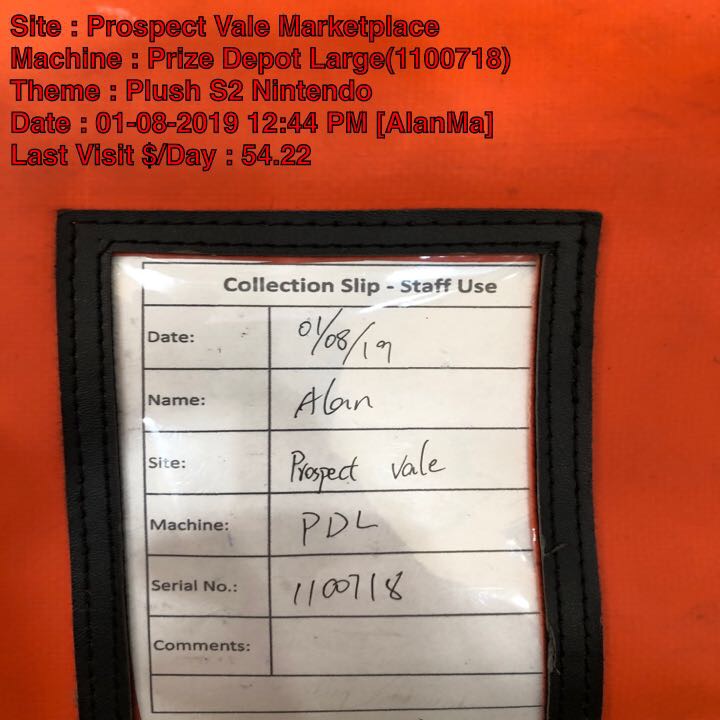 Site : Prospect Vale Marketplace
Machine : Prize Depot Large(1100718)
Theme : Plush S2 Nintendo
Date : 01-08-2019 12:44 PM [AlanMa]
Last Visit $/Day : 54.22
Collection Slip - Staff Use
Date: 01/08/19
Name: Alan
Site: Prospect Vale
Machine: PDL
Serial No.: 1100718
Comments: